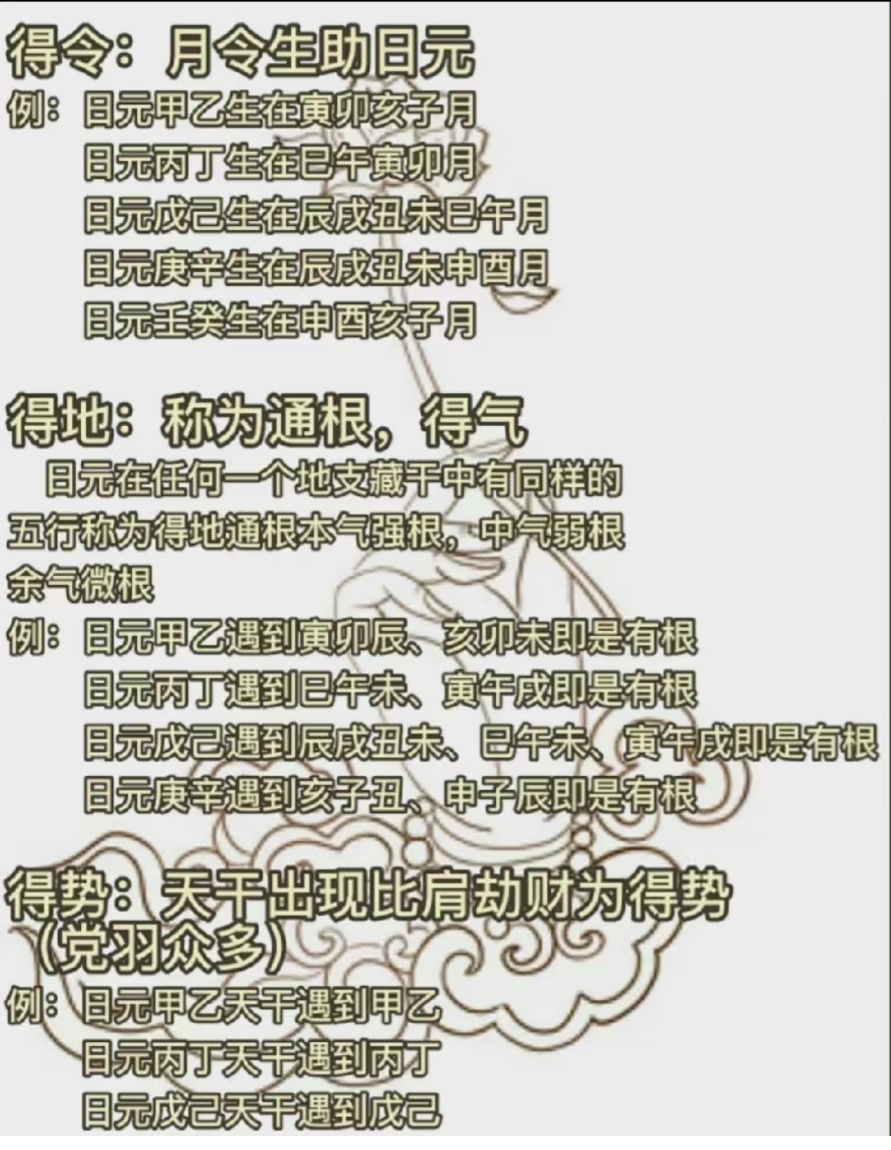 得令：月令生助日元
例：日元甲乙生在寅卯亥子月
日元丙丁生在巳午寅卯月
日元戊己生在辰戌丑未巳午月
日元庚辛生在辰戌丑未申酉月
日元壬癸生在申酉亥子月
得地：称为通根，得气
日元在任何一个地支藏干中有同样的
五行称为得地通根本气强根，中气弱根
余气微根
例：日元甲乙遇到寅卯辰、亥卯未即是有根
日元丙丁遇到巳午未、寅午戌即是有根
日元戊己遇到辰戌丑未、巳午未、寅午戌即是有根
日元庚辛遇到亥子丑、申子辰即是有根
得势：天干出现比肩劫财为得势
（党羽众多）
例：日元甲乙天干遇到甲乙
日元丙丁天干遇到丙丁
日元戊己天干遇到戊己